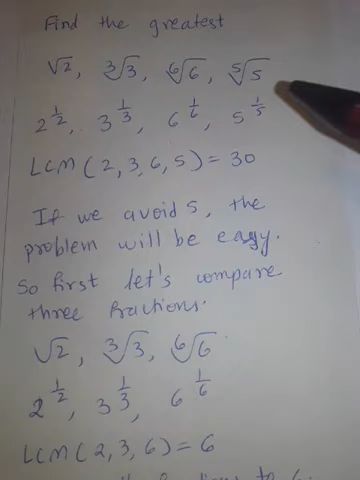 Find the greatest
√2, ∛3, ⁶√6, ⁵√5
2^{1/2}, 3^{1/3}, 6^{1/6}, 5^{1/5}
LCM (2, 3, 6, 5) = 30
If we avoid 5, the
problem will be easy.
So first let's compare
three fractions.
√2, ∛3, ⁶√6
2^{1/2}, 3^{1/3}, 6^{1/6}
LCM (2, 3, 6) = 6